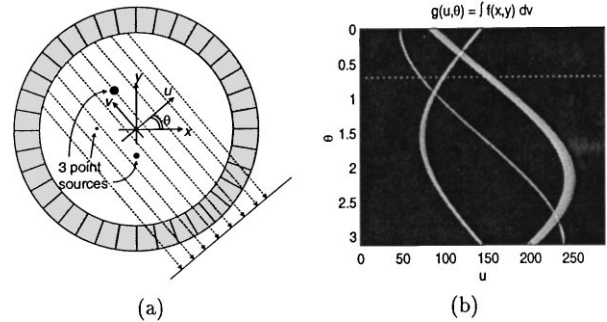 y
u
v
θ
x
3 point
sources
(a)
g(u,θ) = ∫ f(x,y) dv
0
0.5
1
1.5
2
2.5
3
θ
0 50 100 150 200 250
u
(b)